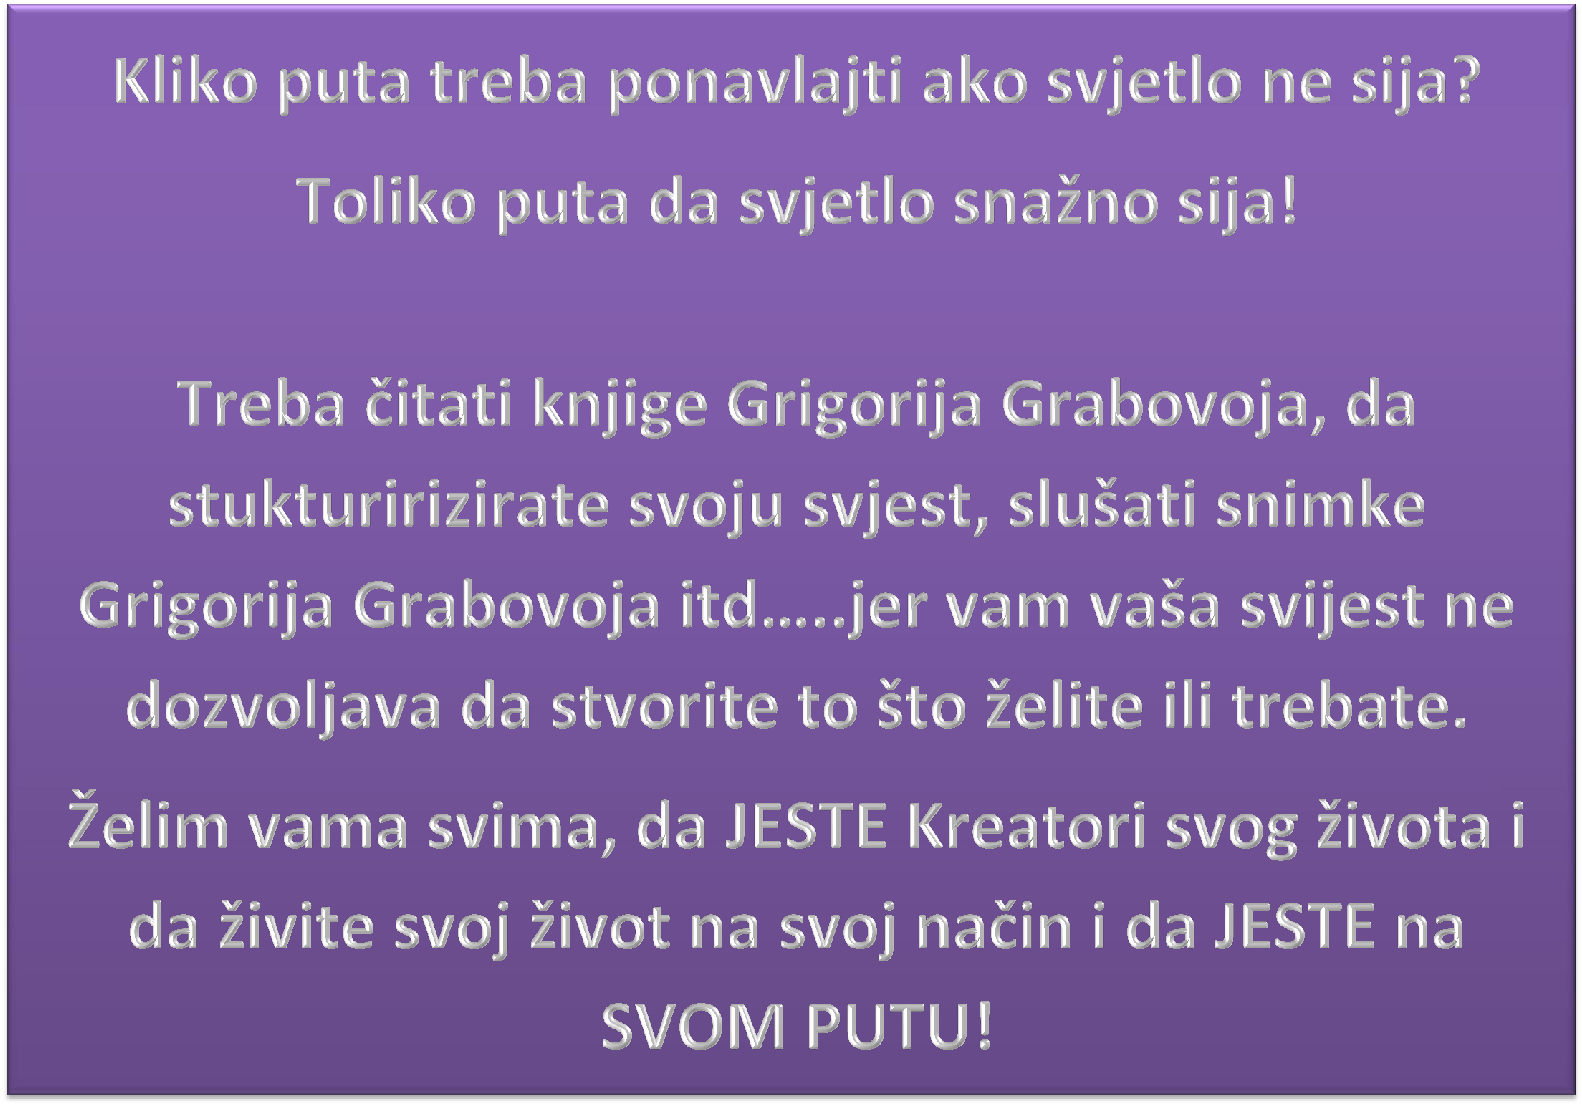 Kliko puta treba ponavlajti ako svjetlo ne sija?
Toliko puta da svjetlo snažno sija!
Treba čitati knjige Grigorija Grabovoja, da
stukturirizirate svoju svjest, slušati snimke
Grigorija Grabovoja itd…..jer vam vaša svijest ne
dozvoljava da stvorite to što želite ili trebate.
Želim vama svima, da JESTE Kreatori svog života i
da živite svoj život na svoj način i da JESTE na
SVOM PUTU!